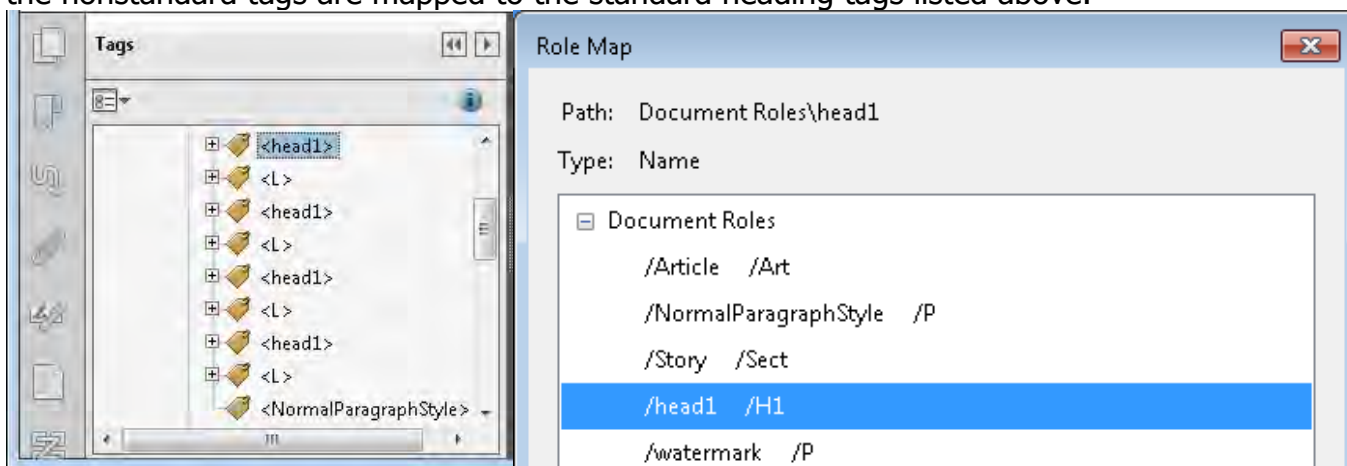 the nonstandard tags are mapped to the standard heading tags listed above.
Tags
<head1>
<L>
<head1>
<L>
<head1>
<L>
<head1>
<L>
<NormalParagraphStyle>
Role Map
Path: Document Roles\head1
Type: Name
Document Roles
/Article /Art
/NormalParagraphStyle /P
/Story /Sect
/head1 /H1
/watermark /P